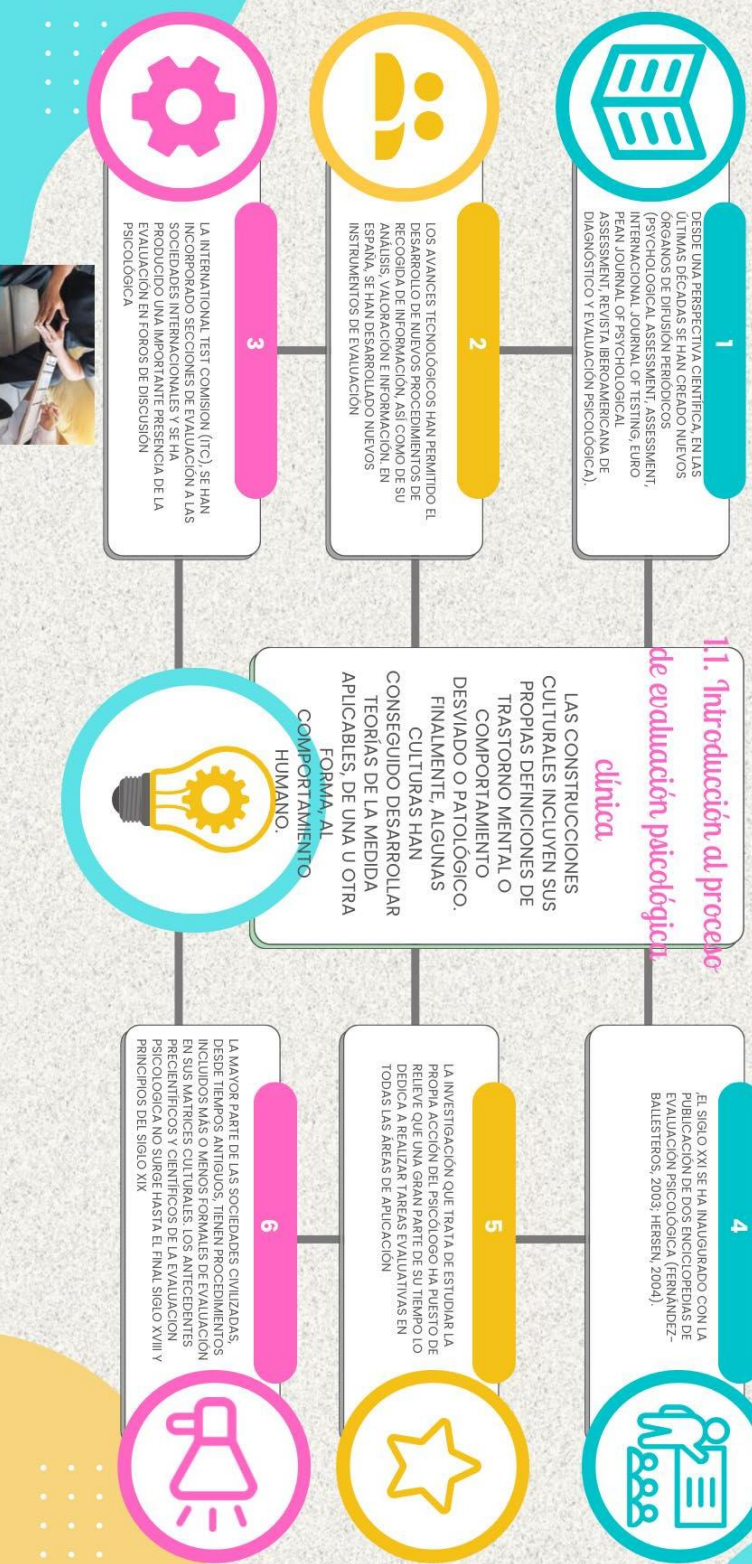 1.1. Introducción al proceso
de evaluación psicológica
clínica
LAS CONSTRUCCIONES
CULTURALES INCLUYEN SUS
PROPIAS DEFINICIONES DE
TRASTORNO MENTAL O
COMPORTAMIENTO
DESVIADO O PATOLÓGICO.
FINALMENTE, ALGUNAS
CULTURAS HAN
CONSEGUIDO DESARROLLAR
TEORÍAS DE LA MEDIDA
APLICABLES, DE UNA U OTRA
FORMA, AL
COMPORTAMIENTO
HUMANO.
1
DESDE UNA PERSPECTIVA CIENTÍFICA, EN LAS
ÚLTIMAS DÉCADAS SE HAN CREADO NUEVOS
ÓRGANOS DE DIFUSIÓN PERIÓDICOS
(PSYCHOLOGICAL ASSESSMENT, ASSESSMENT,
INTERNACIONAL JOURNAL OF TESTING, EURO
PEAN JOURNAL OF PSYCHOLOGICAL
ASSESSMENT, REVISTA IBEROAMERICANA DE
DIAGNÓSTICO Y EVALUACIÓN PSICOLÓGICA).
2
LOS AVANCES TECNOLÓGICOS HAN PERMITIDO EL
DESARROLLO DE NUEVOS PROCEDIMIENTOS DE
RECOGIDA DE INFORMACIÓN, ASÍ COMO DE SU
ANÁLISIS, VALORACIÓN E INFORMACIÓN. EN
ESPAÑA, SE HAN DESARROLLADO NUEVOS
INSTRUMENTOS DE EVALUACIÓN
3
LA INTERNATIONAL TEST COMISION (ITC), SE HAN
INCORPORADO SECCIONES DE EVALUACIÓN A LAS
SOCIEDADES INTERNACIONALES Y SE HA
PRODUCIDO UNA IMPORTANTE PRESENCIA DE LA
EVALUACIÓN EN FOROS DE DISCUSIÓN
PSICOLÓGICA
4
.EL SIGLO XXI SE HA INAUGURADO CON LA
PUBLICACIÓN DE DOS ENCICLOPEDIAS DE
EVALUACIÓN PSICOLÓGICA (FERNÁNDEZ-
BALLESTEROS, 2003; HERSEN, 2004).
5
LA INVESTIGACIÓN QUE TRATA DE ESTUDIAR LA
PROPIA ACCIÓN DEL PSICÓLOGO HA PUESTO DE
RELIEVE QUE UNA GRAN PARTE DE SU TIEMPO LO
DEDICA A REALIZAR TAREAS EVALUATIVAS EN
TODAS LAS ÁREAS DE APLICACIÓN
6
LA MAYOR PARTE DE LAS SOCIEDADES CIVILIZADAS,
DESDE TIEMPOS ANTIGUOS, TIENEN PROCEDIMIENTOS
INCLUIDOS MÁS O MENOS FORMALES DE EVALUACIÓN
EN SUS MATRICES CULTURALES. LOS ANTECEDENTES
PRECIENTÍFICOS Y CIENTÍFICOS DE LA EVALUACION
PSICOLOGICA NO SURGE HASTA EL FINAL SIGLO XVIII Y
PRINCIPIOS DEL SIGLO XIX